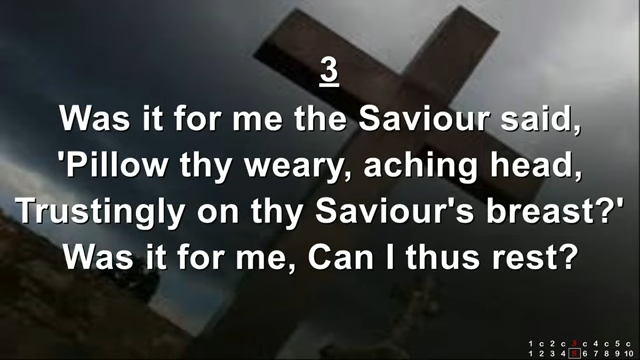 3
Was it for me the Saviour said,
'Pillow thy weary, aching head,
Trustingly on thy Saviour's breast?'
Was it for me, Can I thus rest?
1 c 2 c 3 c 4 c 5 c
1 2 3 4 5 6 7 8 9 10